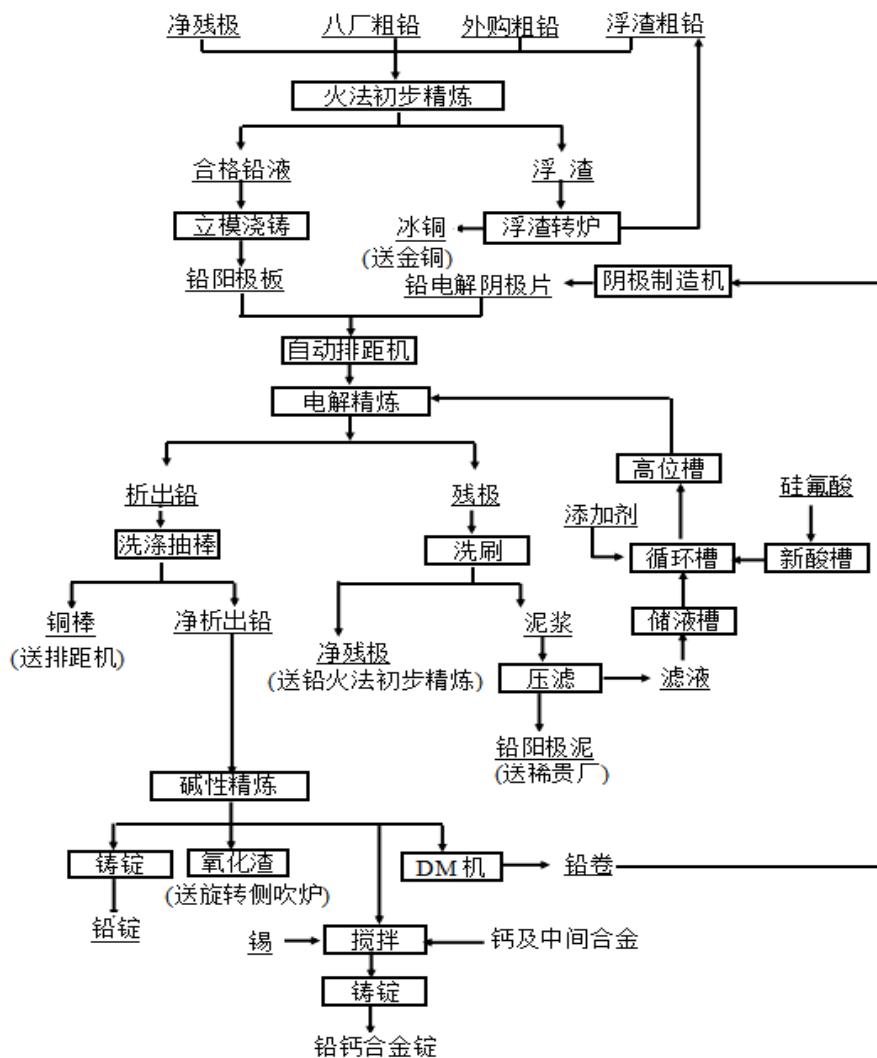 净残极 八厂粗铅 外购粗铅 浮渣粗铅
火法初步精炼
合格铅液 浮 渣
立模浇铸 冰铜 浮渣转炉
(送金铜)
铅阳极板 铅电解阴极片 阴极制造机
自动排距机
电解精炼
高位槽
析出铅 残极 硅氟酸
添加剂
洗涤抽棒 洗刷 循环槽 新酸槽
铜棒 净析出铅 泥浆 储液槽
(送排距机) 净残极
(送铅火法初步精炼) 压滤 滤液
铅阳极泥
(送稀贵厂)
碱性精炼
铸锭 氧化渣 DM机 铅卷
(送旋转侧吹炉)
铅锭
锡 搅拌 钙及中间合金
铸锭
铅钙合金锭